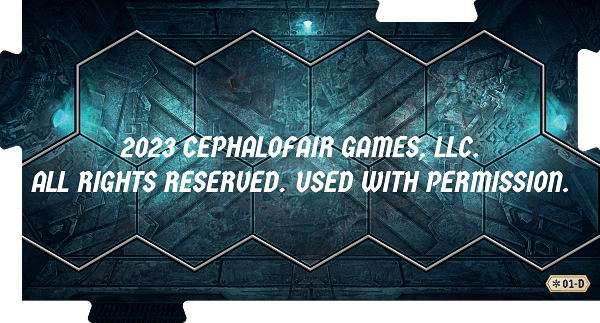 2023 CEPHALOFAIR GAMES, LLC.
ALL RIGHTS RESERVED. USED WITH PERMISSION.
* 01-D